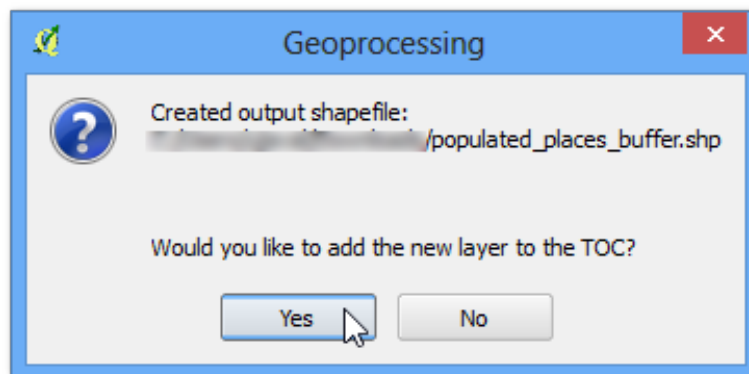 Geoprocessing
Created output shapefile:
/populated_places_buffer.shp
Would you like to add the new layer to the TOC?
Yes
No